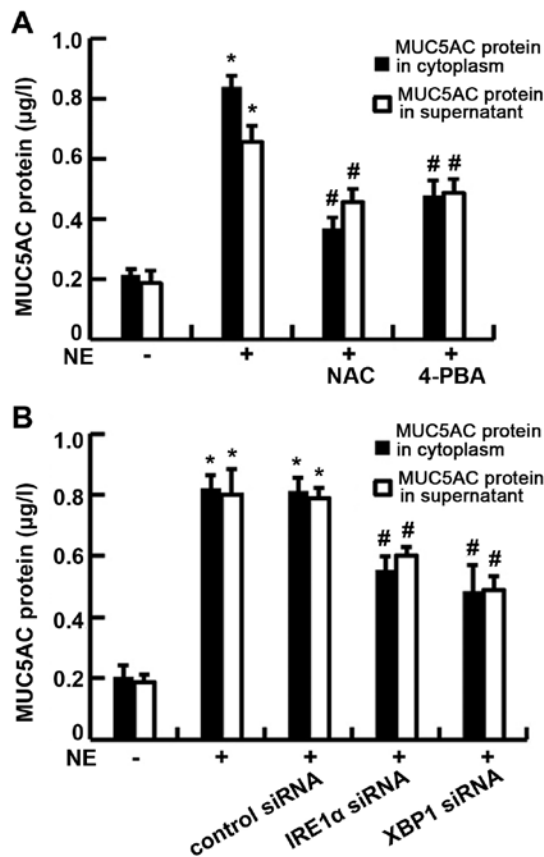 A
MUC5AC protein (µg/l)
1.0
0.8
0.6
0.4
0.2
0
MUC5AC protein
in cytoplasm
MUC5AC protein
in supernatant
*
*
# #
# #
NE - + + +
NAC 4-PBA
B
MUC5AC protein (µg/l)
1.0
0.8
0.6
0.4
0.2
0
MUC5AC protein
in cytoplasm
MUC5AC protein
in supernatant
* *
* *
# #
# #
NE - + + + +
control siRNA
IRE1α siRNA
XBP1 siRNA